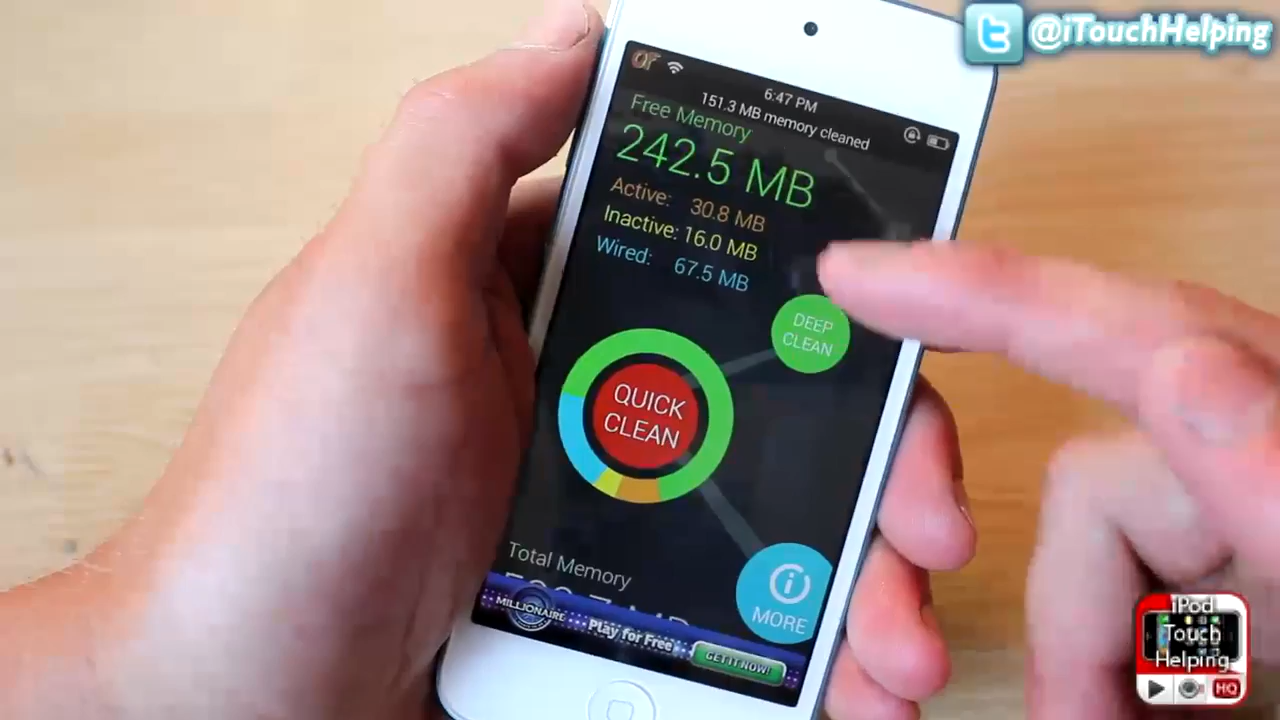 @iTouchHelping
6:47 PM
151.3 MB memory cleaned
Free Memory
242.5 MB
Active: 30.8 MB
Inactive: 16.0 MB
Wired: 67.5 MB
DEEP
CLEAN
QUICK
CLEAN
Total Memory
MORE
MILLIONAIRE
Play for Free
GET IT NOW!
iPod
Touch
Helping
HQ